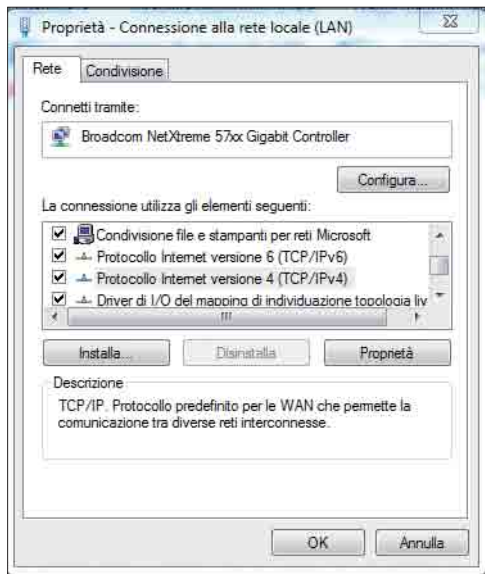 Proprietà - Connessione alla rete locale (LAN)
Rete
Condivisione
Connetti tramite:
Broadcom NetXtreme 57xx Gigabit Controller
Configura...
La connessione utilizza gli elementi seguenti:
Condivisione file e stampanti per reti Microsoft
Protocollo Internet versione 6 (TCP/IPv6)
Protocollo Internet versione 4 (TCP/IPv4)
Driver di I/O del mapping di individuazione topologia liv
Installa...
Disinstalla
Proprietà
Descrizione
TCP/IP. Protocollo predefinito per le WAN che permette la
comunicazione tra diverse reti interconnesse.
OK
Annulla